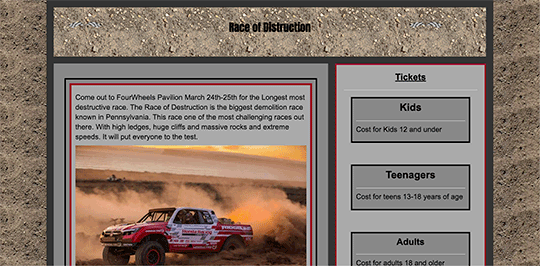 Race of Distruction
Come out to FourWheels Pavilion March 24th-25th for the Longest most
destructive race. The Race of Destruction is the biggest demolition race
known in Pennsylvania. This race one of the most challenging races out
there. With high ledges, huge cliffs and massive rocks and extreme
speeds. It will put everyone to the test.
Tickets
Kids
Cost for Kids 12 and under
Teenagers
Cost for teens 13-18 years of age
Adults
Cost for adults 18 and older